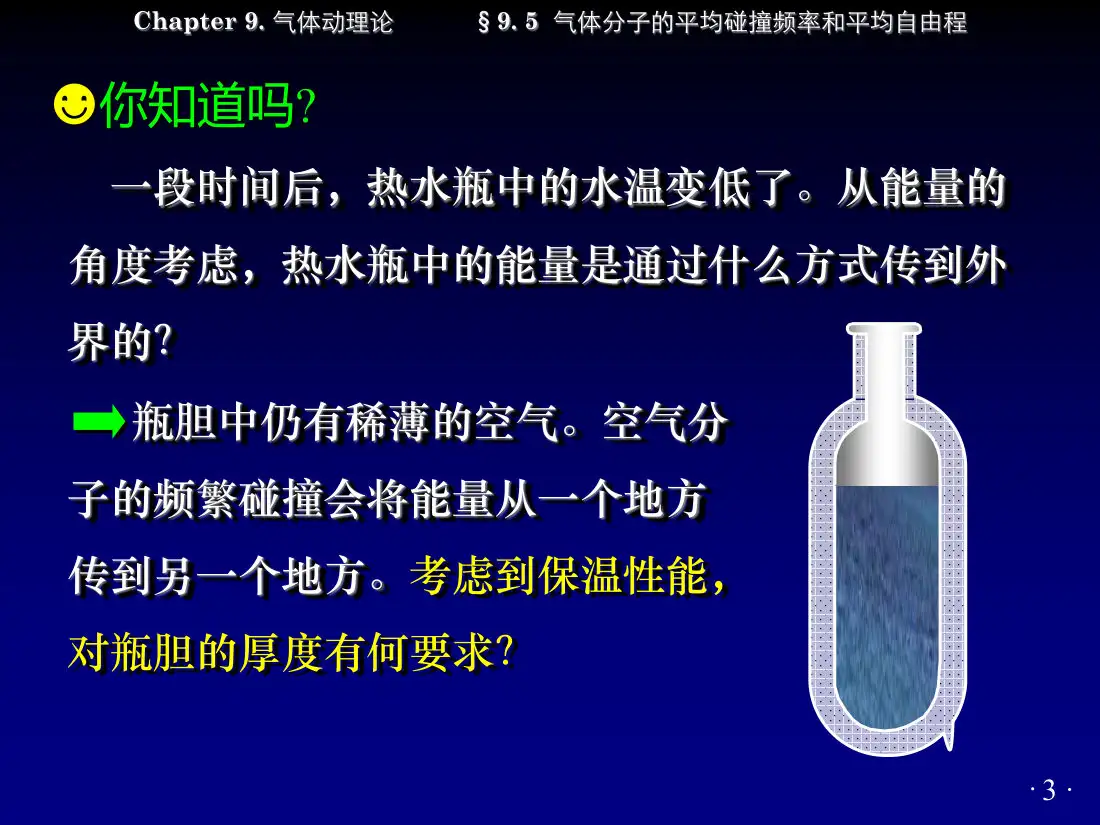 Chapter 9. 气体动理论 §9. 5 气体分子的平均碰撞频率和平均自由程
你知道吗?
一段时间后，热水瓶中的水温变低了。从能量的
角度考虑，热水瓶中的能量是通过什么方式传到外
界的?
瓶胆中仍有稀薄的空气。空气分
子的频繁碰撞会将能量从一个地方
传到另一个地方。考虑到保温性能，
对瓶胆的厚度有何要求?
· 3 ·